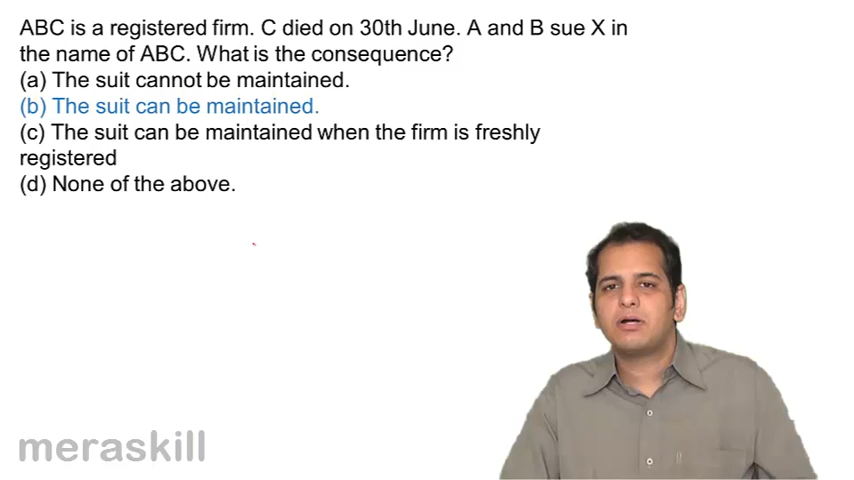 ABC is a registered firm. C died on 30th June. A and B sue X in
the name of ABC. What is the consequence?
(a) The suit cannot be maintained.
(b) The suit can be maintained.
(c) The suit can be maintained when the firm is freshly
registered
(d) None of the above.
meraskill